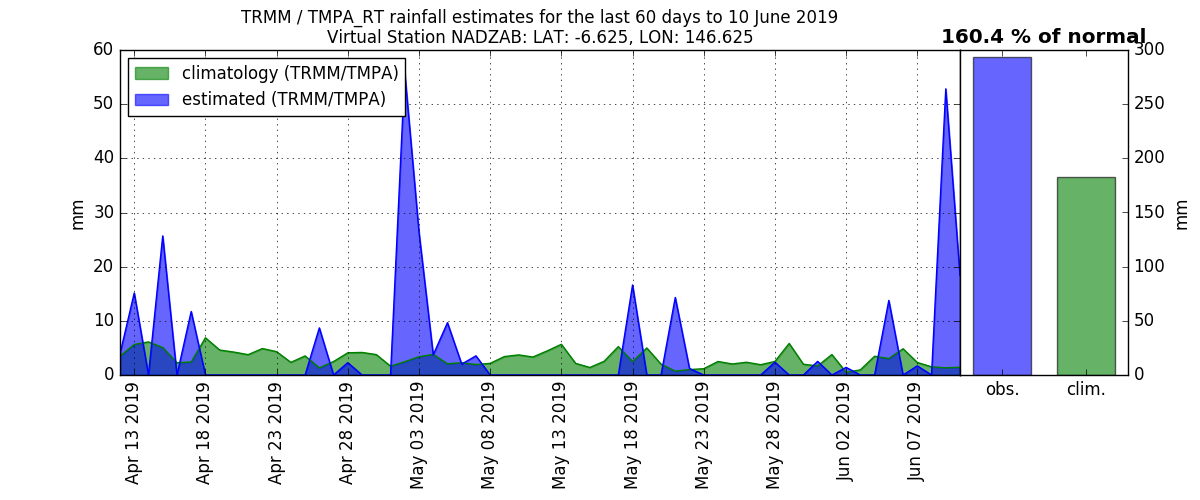 TRMM / TMPA_RT rainfall estimates for the last 60 days to 10 June 2019
Virtual Station NADZAB: LAT: -6.625, LON: 146.625
160.4 % of normal
climatology (TRMM/TMPA)
estimated (TRMM/TMPA)
60
50
40
30
20
10
0
mm
Apr 13 2019
Apr 18 2019
Apr 23 2019
Apr 28 2019
May 03 2019
May 08 2019
May 13 2019
May 18 2019
May 23 2019
May 28 2019
Jun 02 2019
Jun 07 2019
300
250
200
150
100
50
0
mm
obs.
clim.